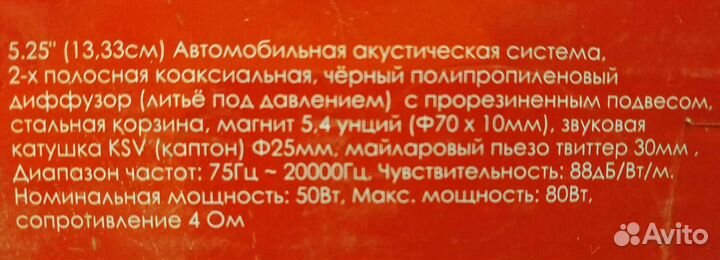 5.25" (13,33см) Автомобильная акустическая система,
2-х полосная коаксиальная, чёрный полипропиленовый
диффузор (литьё под давлением) с прорезиненным подвесом,
стальная корзина, магнит 5,4 унций (Ф70 х 10мм), звуковая
катушка KSV (каптон) Ф25мм, майларовый пьезо твиттер 30мм ,
Диапазон частот: 75Гц ~ 20000Гц, Чувствительность: 88дБ/Вт/м.
Номинальная мощность: 50Вт, Макс. мощность: 80Вт,
сопротивление 4 Ом
Avito